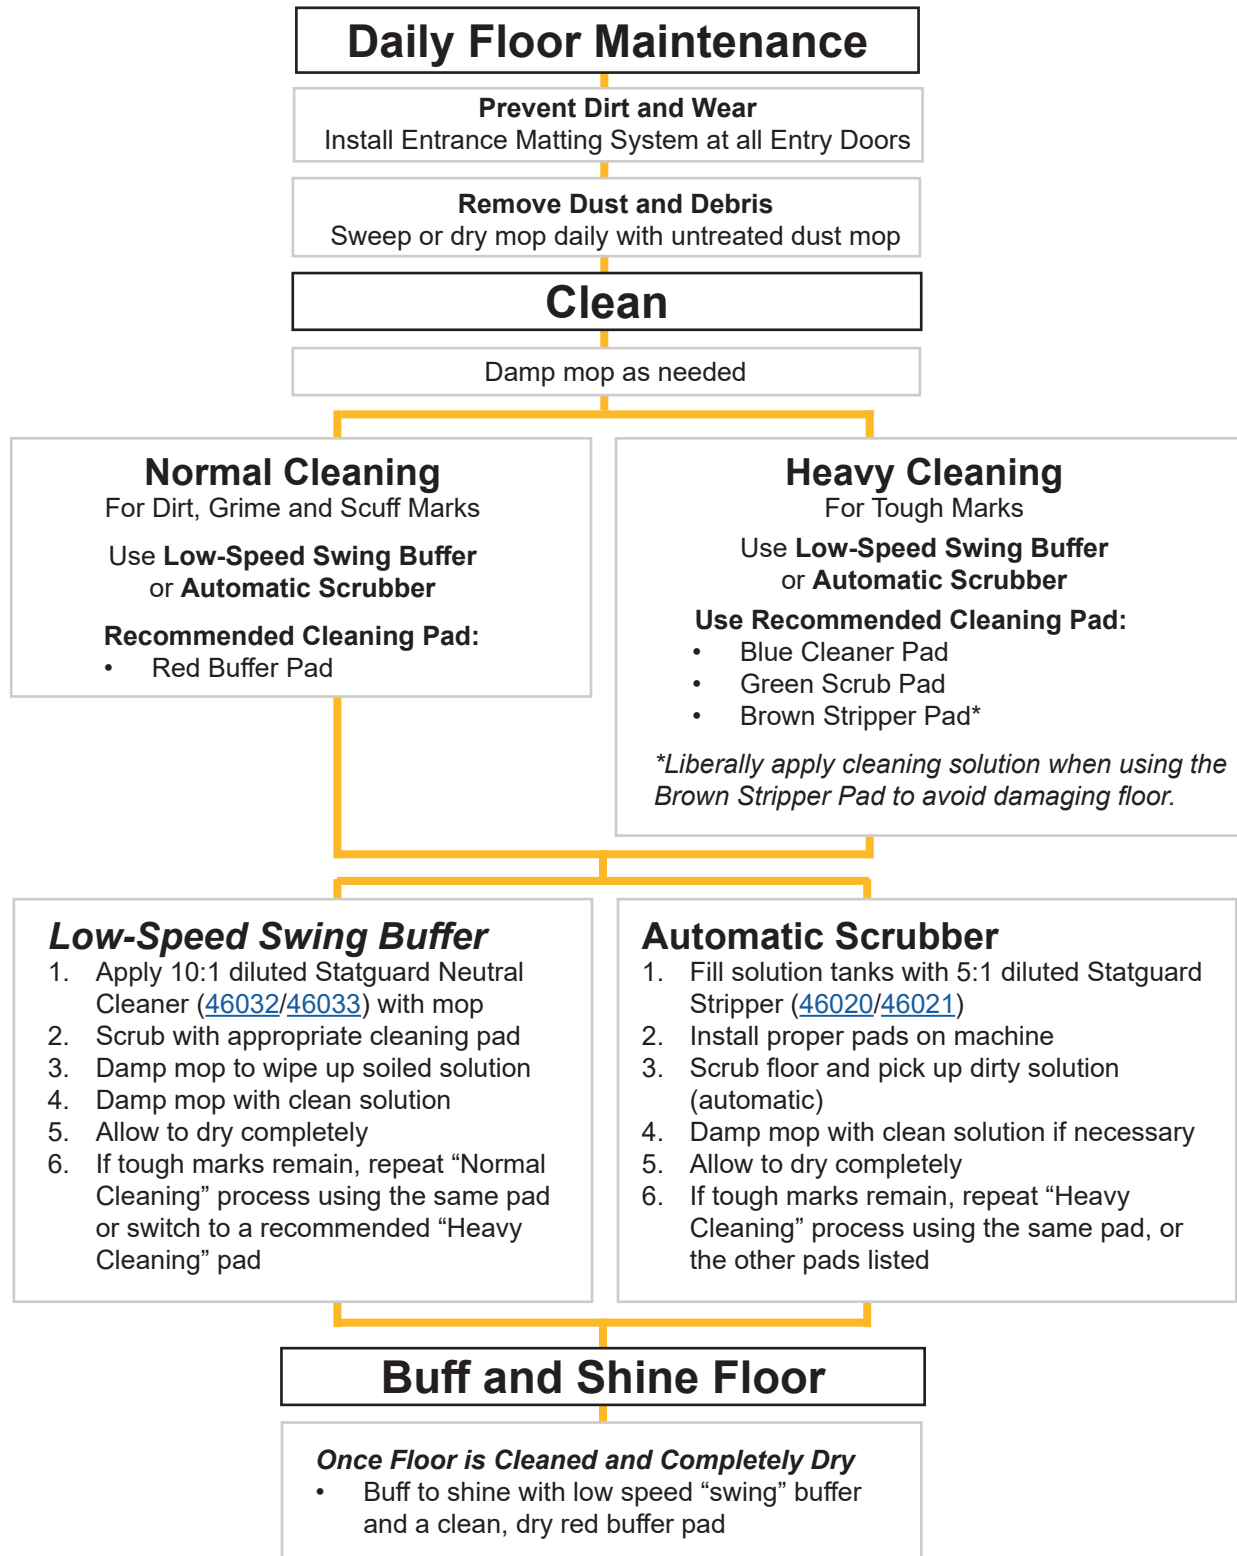 Daily Floor Maintenance
Prevent Dirt and Wear
Install Entrance Matting System at all Entry Doors
Remove Dust and Debris
Sweep or dry mop daily with untreated dust mop
Clean
Damp mop as needed
Normal Cleaning
For Dirt, Grime and Scuff Marks
Use Low-Speed Swing Buffer
or Automatic Scrubber
Recommended Cleaning Pad:
• Red Buffer Pad
Heavy Cleaning
For Tough Marks
Use Low-Speed Swing Buffer
or Automatic Scrubber
Use Recommended Cleaning Pad:
• Blue Cleaner Pad
• Green Scrub Pad
• Brown Stripper Pad*
*Liberally apply cleaning solution when using the
Brown Stripper Pad to avoid damaging floor.
Low-Speed Swing Buffer
1. Apply 10:1 diluted Statguard Neutral
Cleaner (46032/46033) with mop
2. Scrub with appropriate cleaning pad
3. Damp mop to wipe up soiled solution
4. Damp mop with clean solution
5. Allow to dry completely
6. If tough marks remain, repeat “Normal
Cleaning” process using the same pad
or switch to a recommended “Heavy
Cleaning” pad
Automatic Scrubber
1. Fill solution tanks with 5:1 diluted Statguard
Stripper (46020/46021)
2. Install proper pads on machine
3. Scrub floor and pick up dirty solution
(automatic)
4. Damp mop with clean solution if necessary
5. Allow to dry completely
6. If tough marks remain, repeat “Heavy
Cleaning” process using the same pad, or
the other pads listed
Buff and Shine Floor
Once Floor is Cleaned and Completely Dry
• Buff to shine with low speed “swing” buffer
and a clean, dry red buffer pad